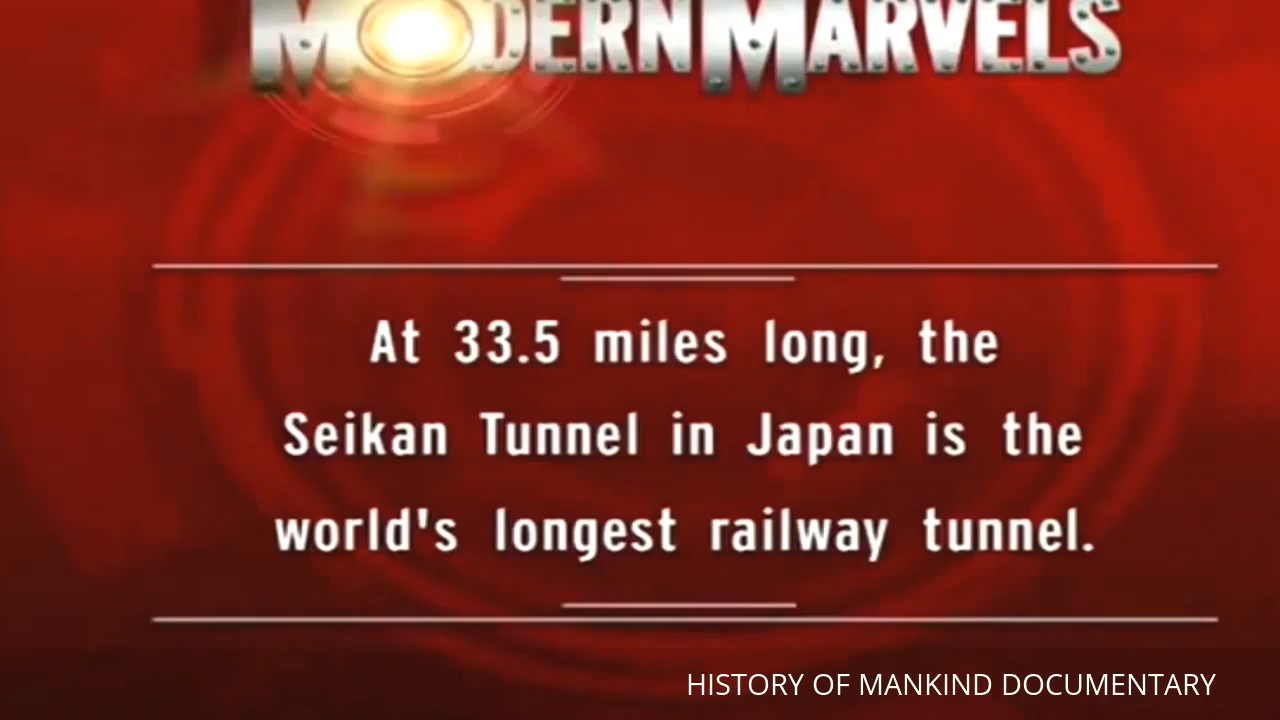 MODERN MARVELS
At 33.5 miles long, the
Seikan Tunnel in Japan is the
world's longest railway tunnel.
HISTORY OF MANKIND DOCUMENTARY